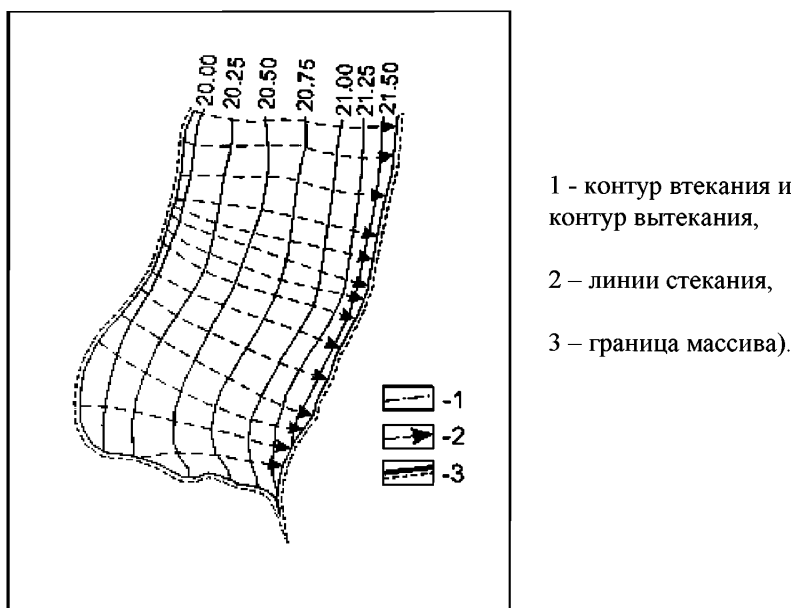 20.00
20.25
20.50
20.75
21.00
21.25
21.50
1 - контур втекания и
контур вытекания,
2 – линии стекания,
3 – граница массива).
-1
-2
-3